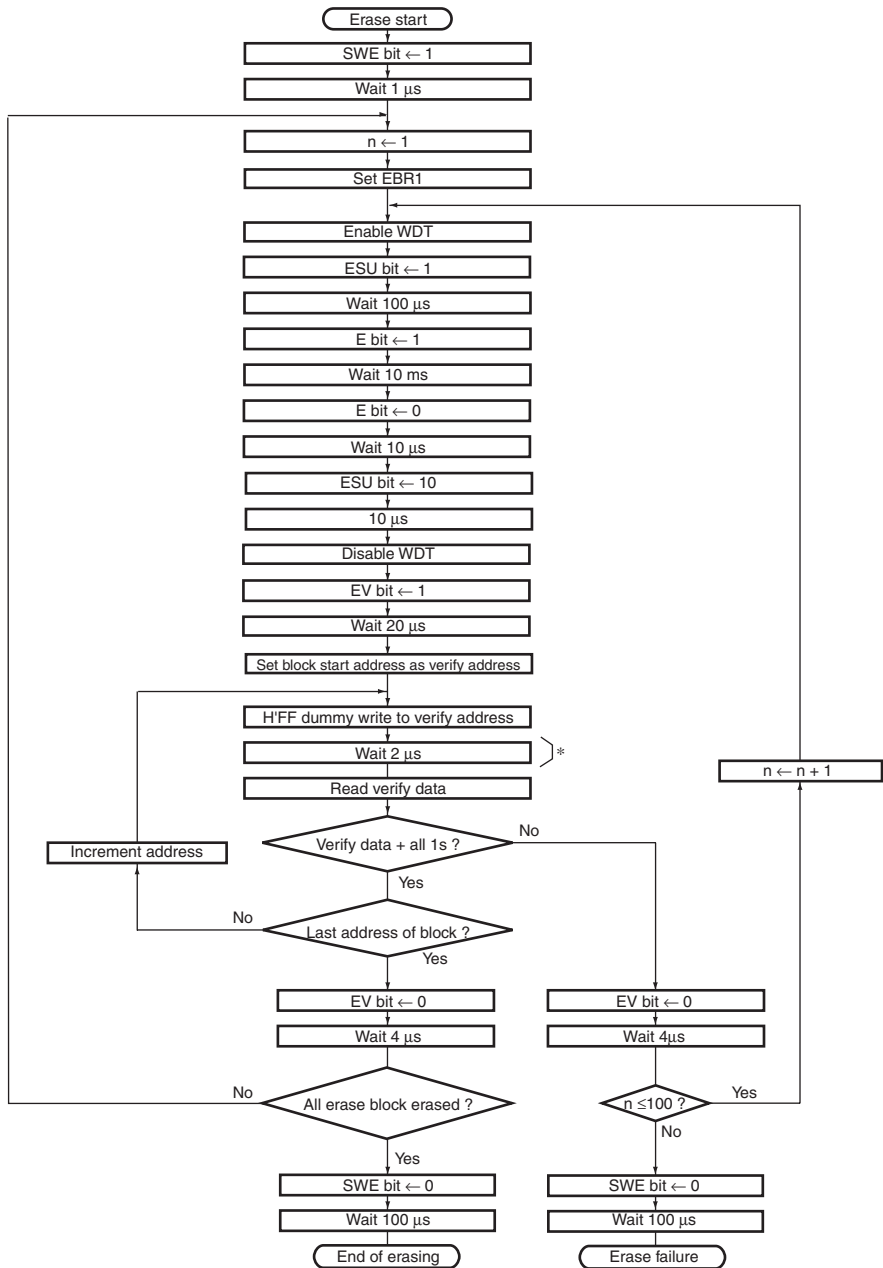 Erase start
SWE bit ← 1
Wait 1 μs
n ← 1
Set EBR1
Enable WDT
ESU bit ← 1
Wait 100 μs
E bit ← 1
Wait 10 ms
E bit ← 0
Wait 10 μs
ESU bit ← 10
10 μs
Disable WDT
EV bit ← 1
Wait 20 μs
Set block start address as verify address
H'FF dummy write to verify address
Wait 2 μs
*
n ← n + 1
Read verify data
Verify data + all 1s ?
No
Increment address
Yes
No
Last address of block ?
Yes
EV bit ← 0
EV bit ← 0
Wait 4 μs
Wait 4μs
No
All erase block erased ?
n ≤100 ?
Yes
Yes
No
SWE bit ← 0
SWE bit ← 0
Wait 100 μs
Wait 100 μs
End of erasing
Erase failure